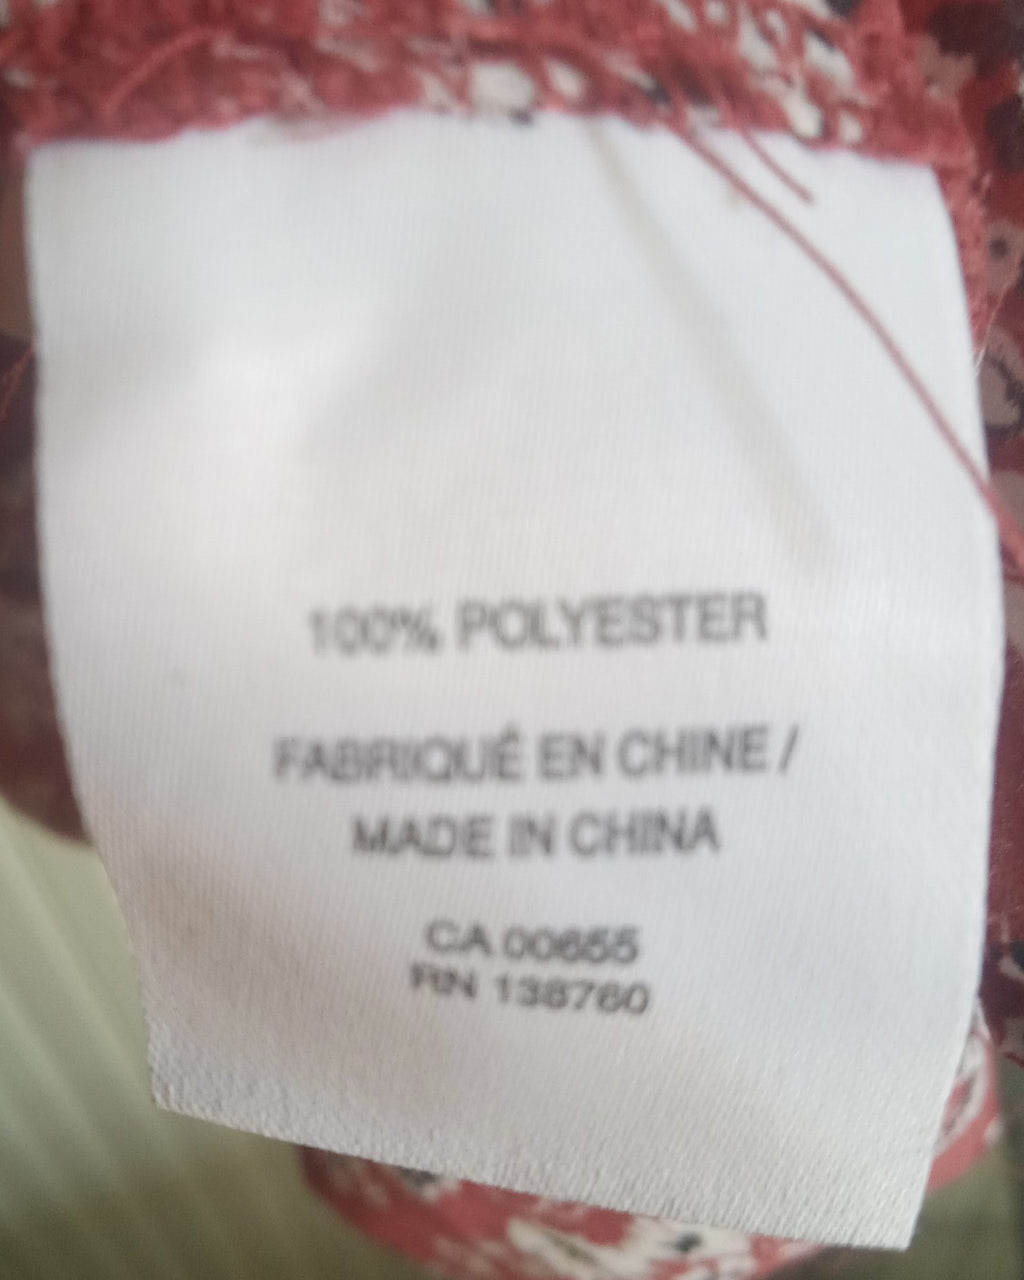 100% POLYESTER
FABRIQUÉ EN CHINE /
MADE IN CHINA
CA 00655
RN 138760